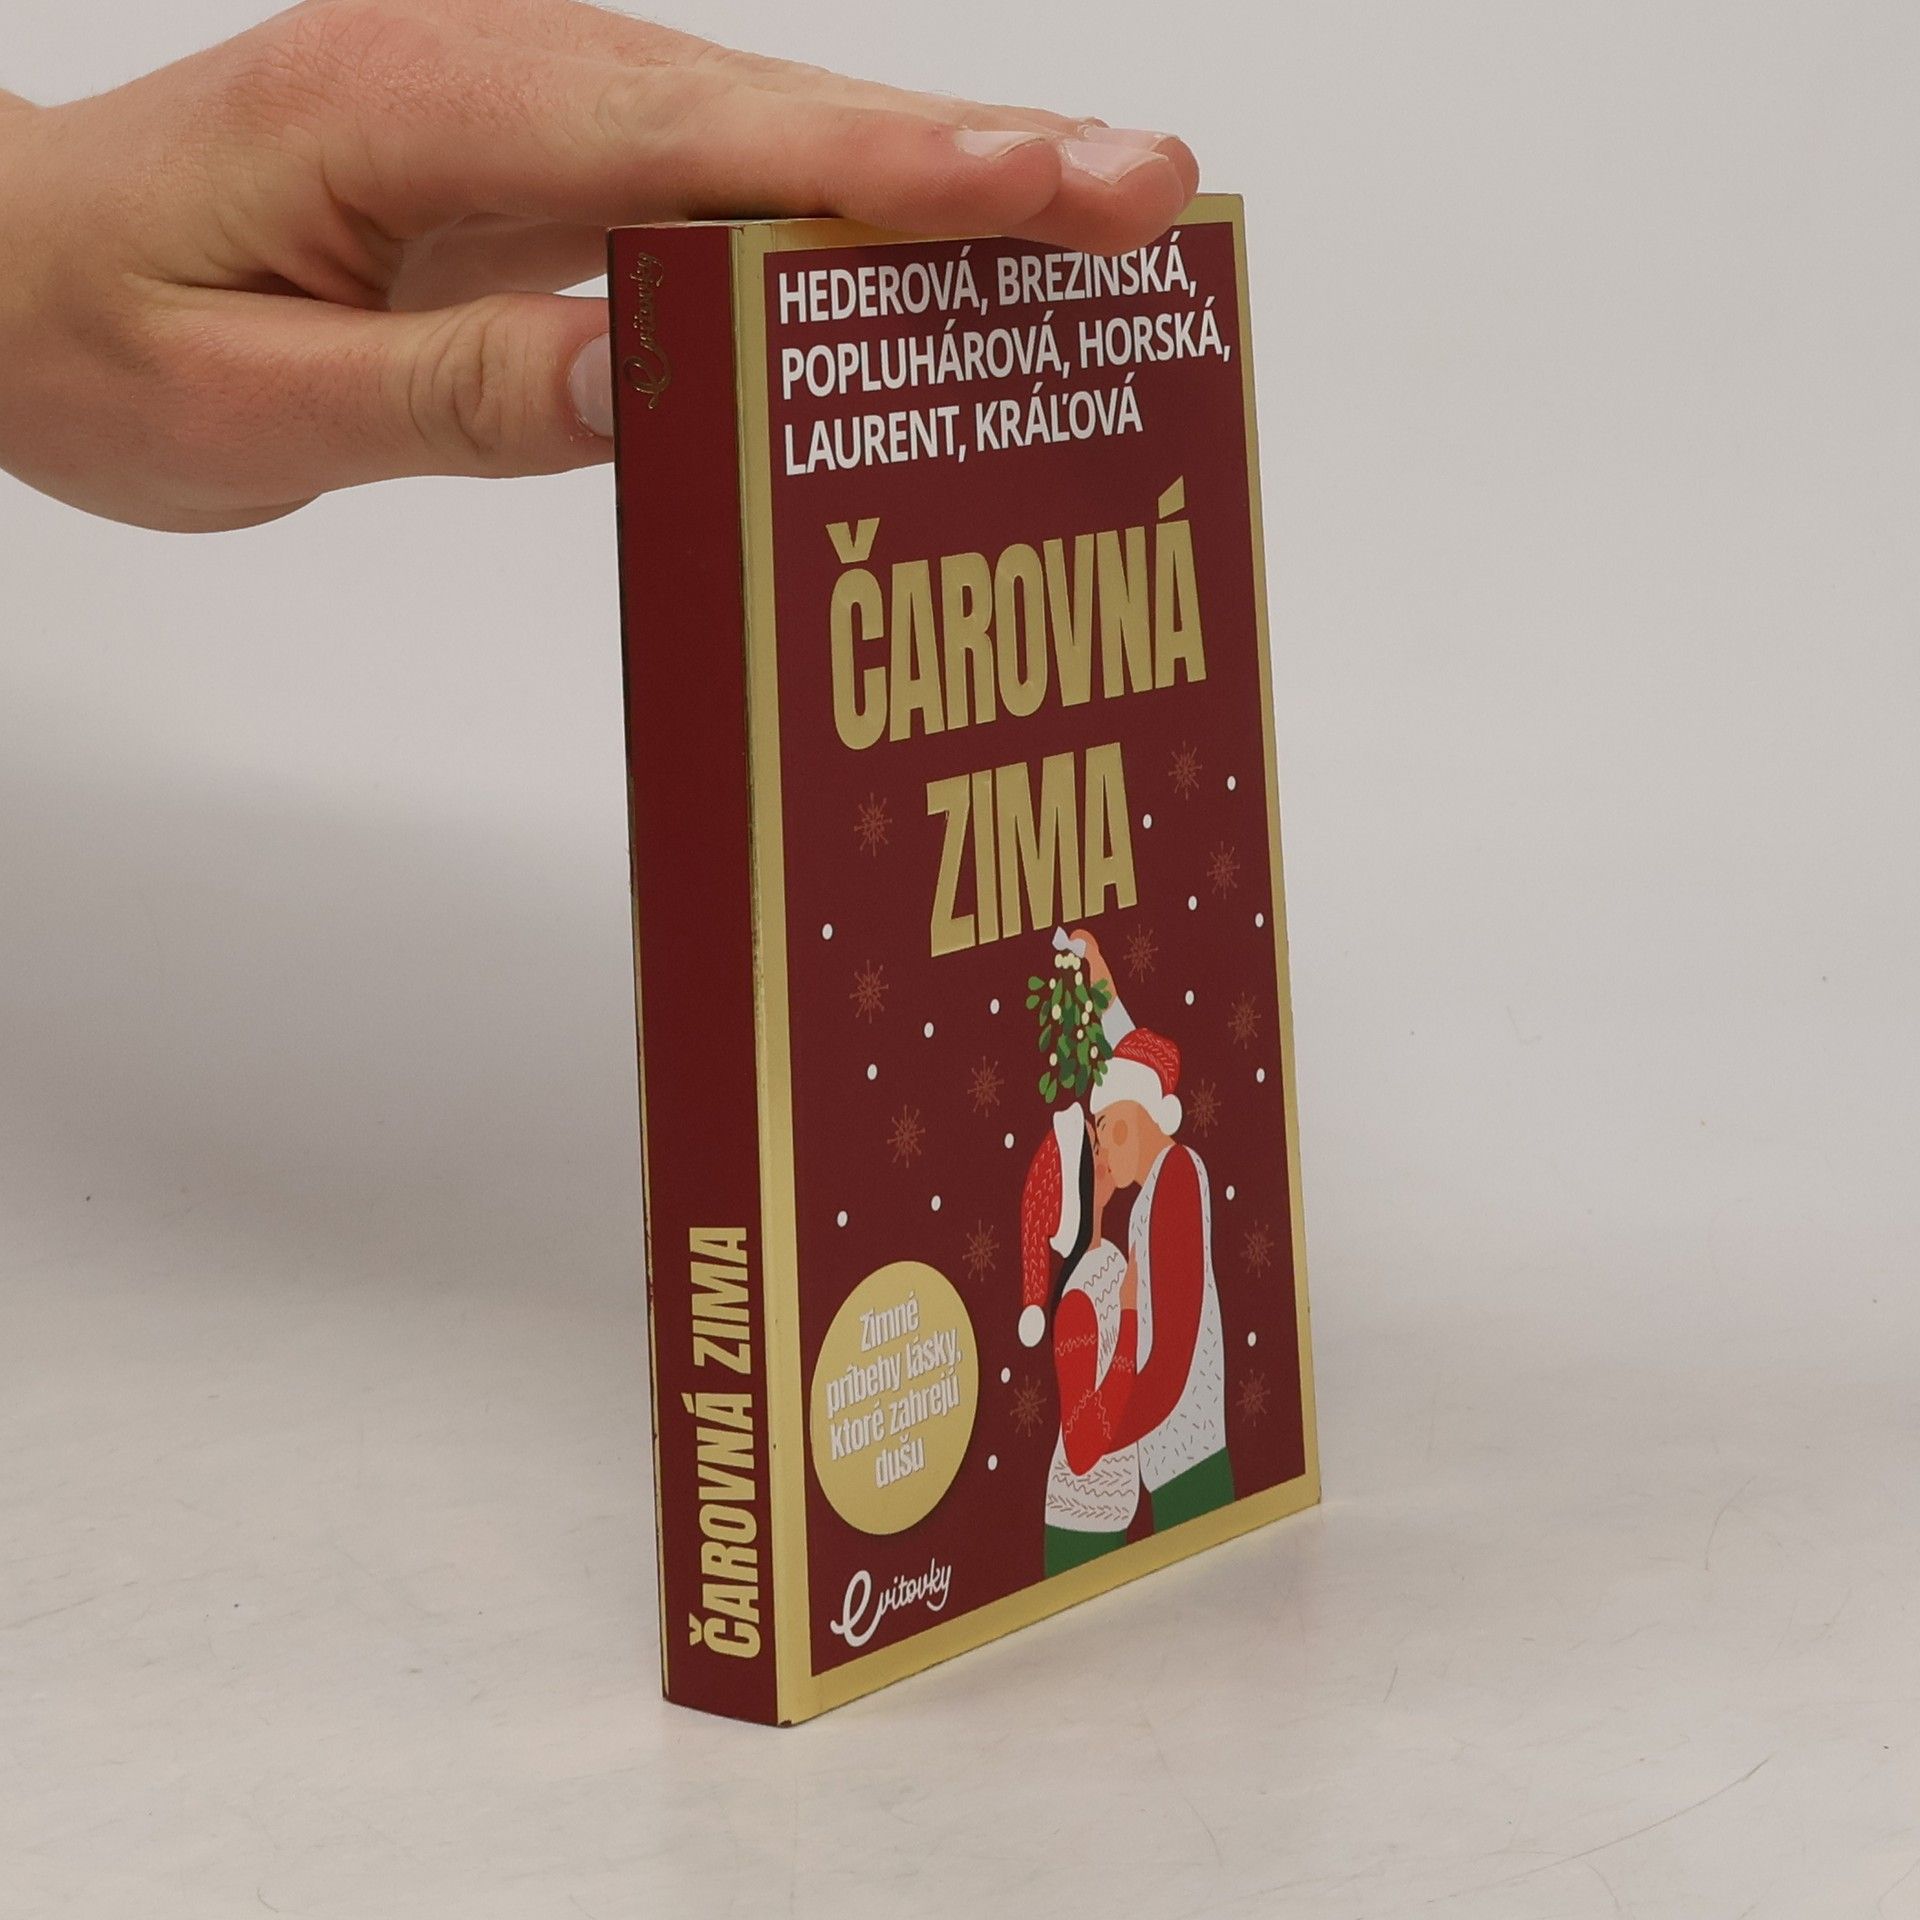 Evitovky
HEDEROVÁ, BREZINSKÁ,
POPLUHÁROVÁ, HORSKÁ,
LAURENT, KRÁĽOVÁ
ČAROVNÁ
ZIMA
Zimné
príbehy lásky,
ktoré zahrejú
dušu
Evitovky
ČAROVNÁ ZIMA